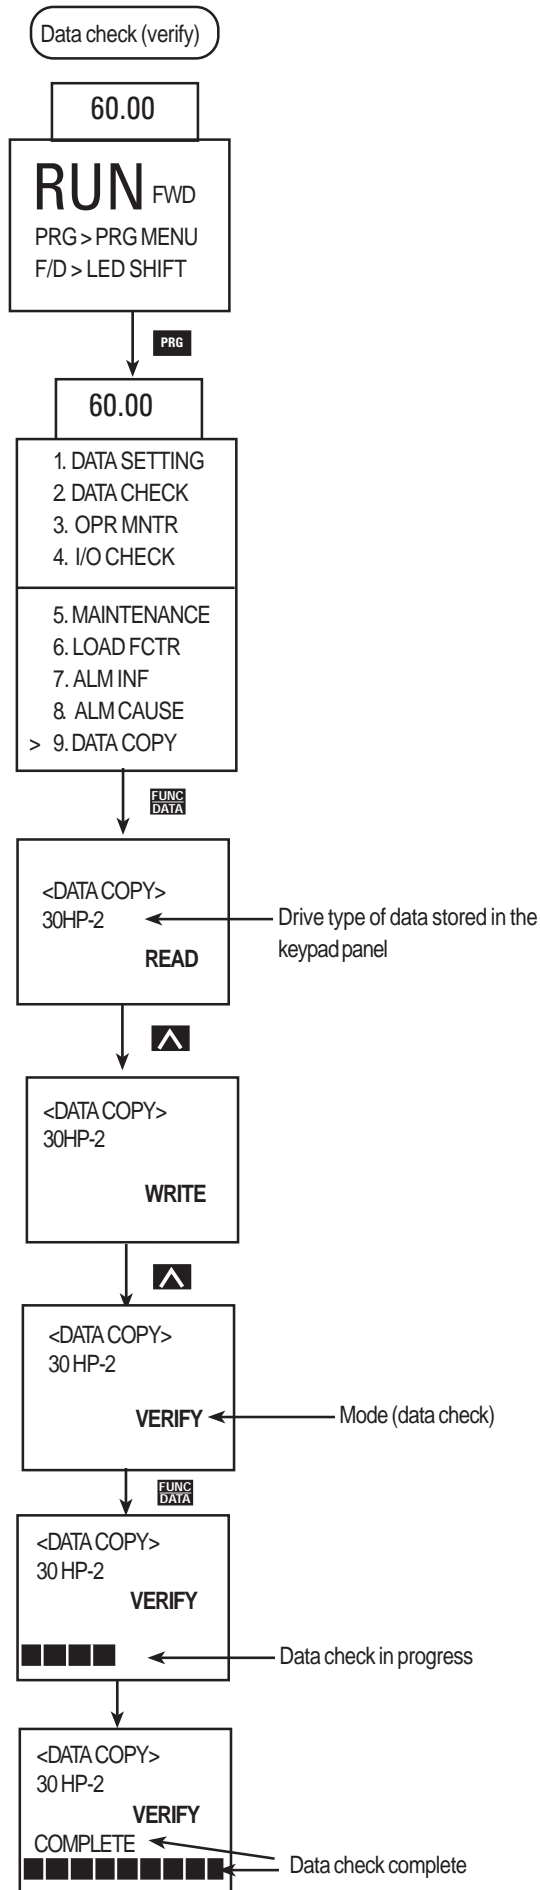 Data check (verify)
60.00
RUN FWD
PRG > PRG MENU
F/D > LED SHIFT
PRG
60.00
1. DATA SETTING
2 DATA CHECK
3. OPR MNTR
4. I/O CHECK
5. MAINTENANCE
6. LOAD FCTR
7. ALM INF
8. ALM CAUSE
> 9. DATA COPY
FUNC
DATA
<DATA COPY>
30HP-2
READ
Drive type of data stored in the
keypad panel
<DATA COPY>
30HP-2
WRITE
<DATA COPY>
30 HP-2
VERIFY
Mode (data check)
FUNC
DATA
<DATA COPY>
30 HP-2
VERIFY
Data check in progress
<DATA COPY>
30 HP-2
VERIFY
COMPLETE
Data check complete